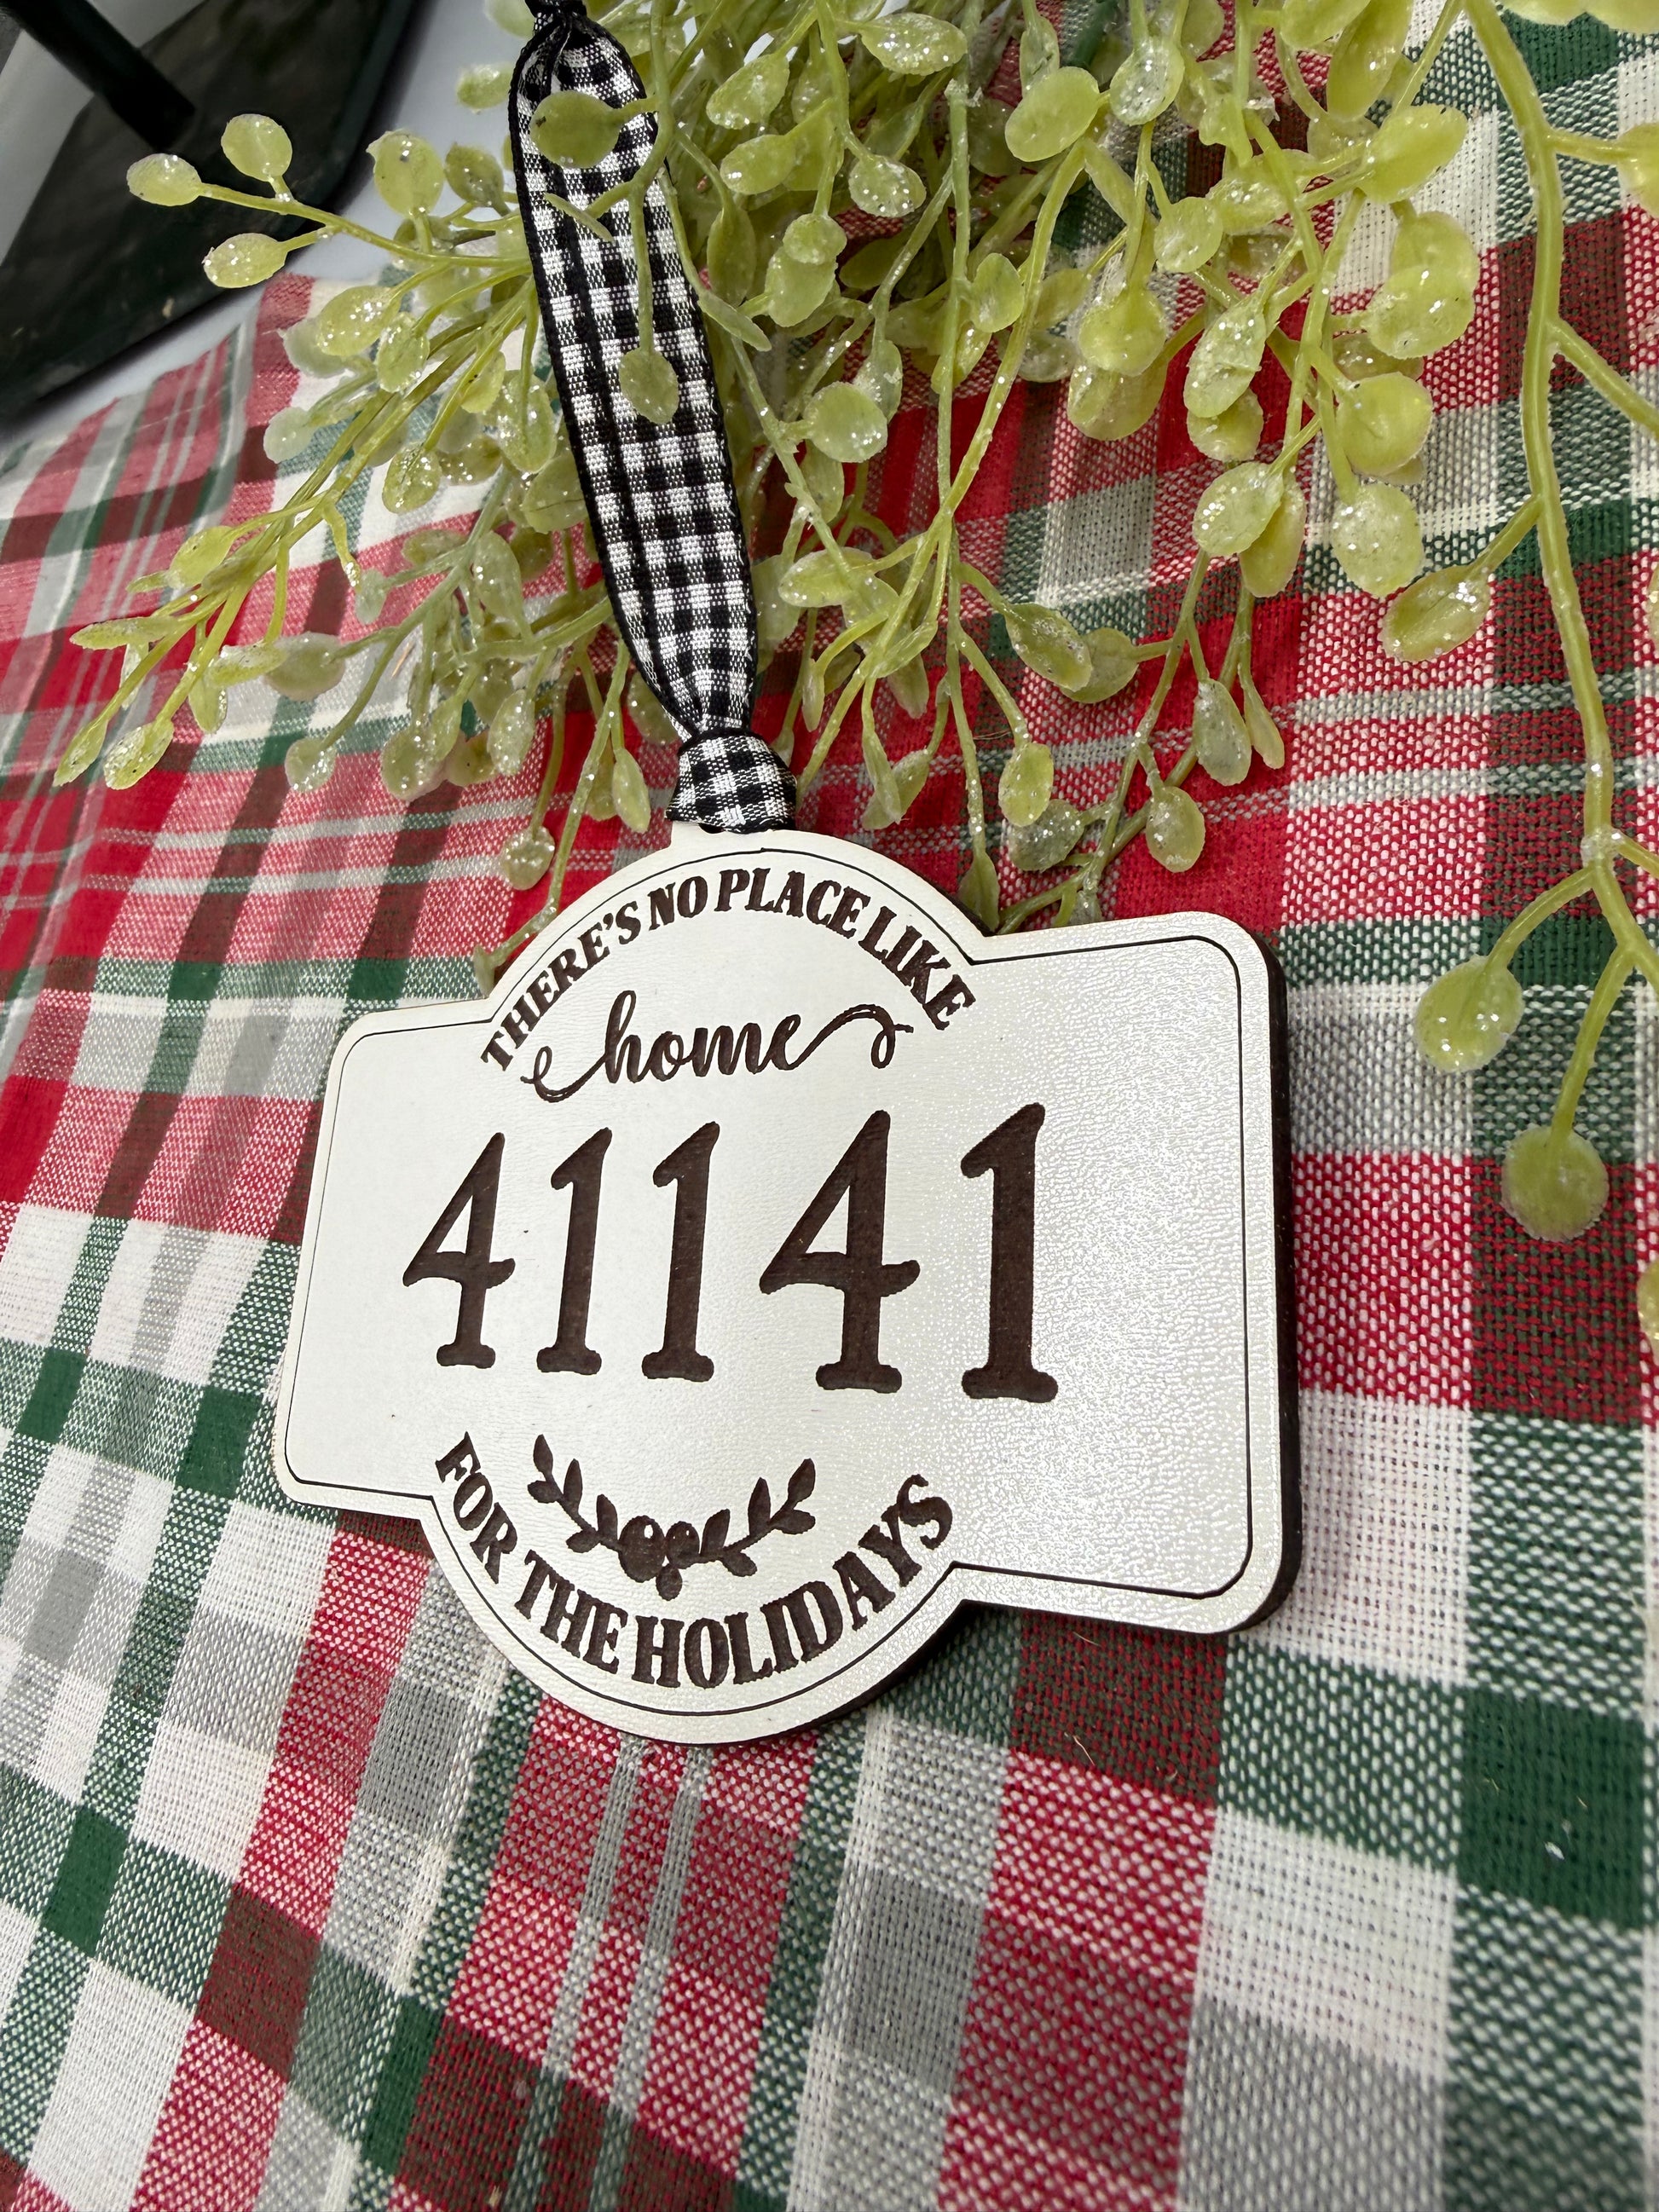 THERE'S NO PLACE LIKE
home
41141
FOR THE HOLIDAYS